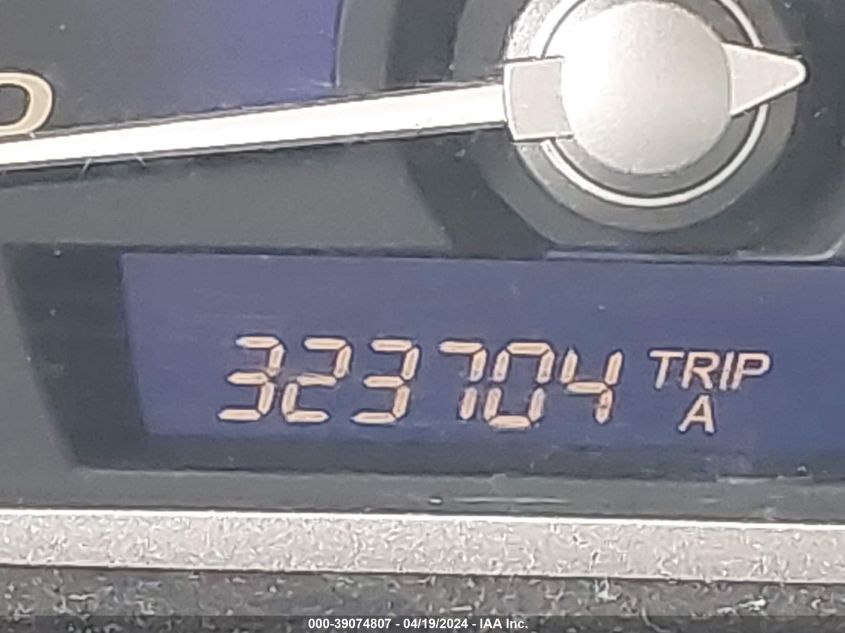 323704 TRIP
A
000-39074807 - 04/19/2024 - IAA Inc.